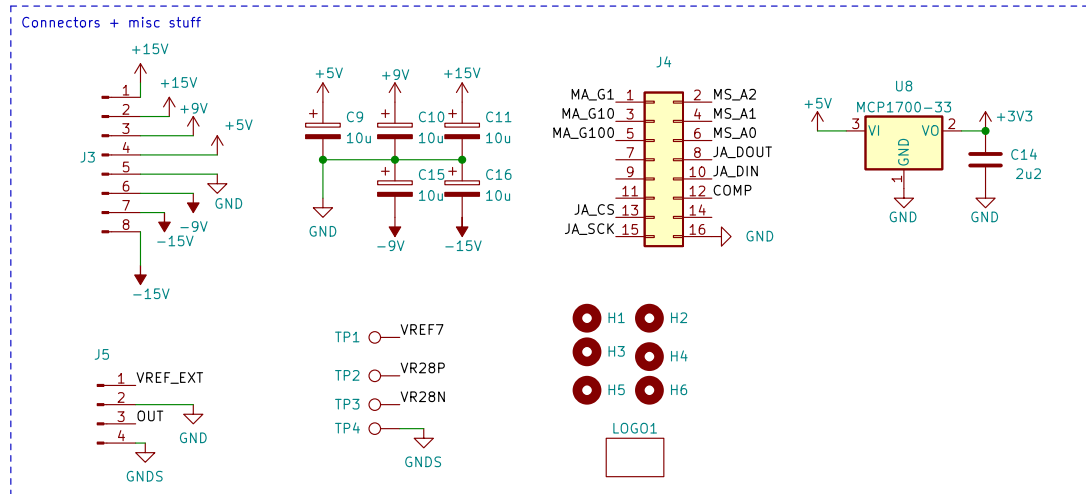 Connectors + misc stuff
J3
+15V
+15V
+9V
+5V
1
2
3
4
5
6
7
8
GND
-9V
-15V
-15V
+5V
+9V
+15V
+
C9
10u
+
C10
10u
+
C11
10u
+
C15
10u
+
C16
10u
GND
-9V
-15V
J4
MA_G1 1 2 MS_A2
MA_G10 3 4 MS_A1
MA_G100 5 6 MS_A0
7 8 JA_DOUT
9 10 JA_DIN
11 12 COMP
JA_CS 13 14
JA_SCK 15 16 GND
U8
MCP1700-33
+5V
3 VI VO 2
GND
1
+3V3
C14
2u2
GND
GND
J5
1 VREF_EXT
2
3 OUT
4
GND
GNDS
TP1 VREF7
TP2 VR28P
TP3 VR28N
TP4
GNDS
H1 H2
H3 H4
H5 H6
LOGO1